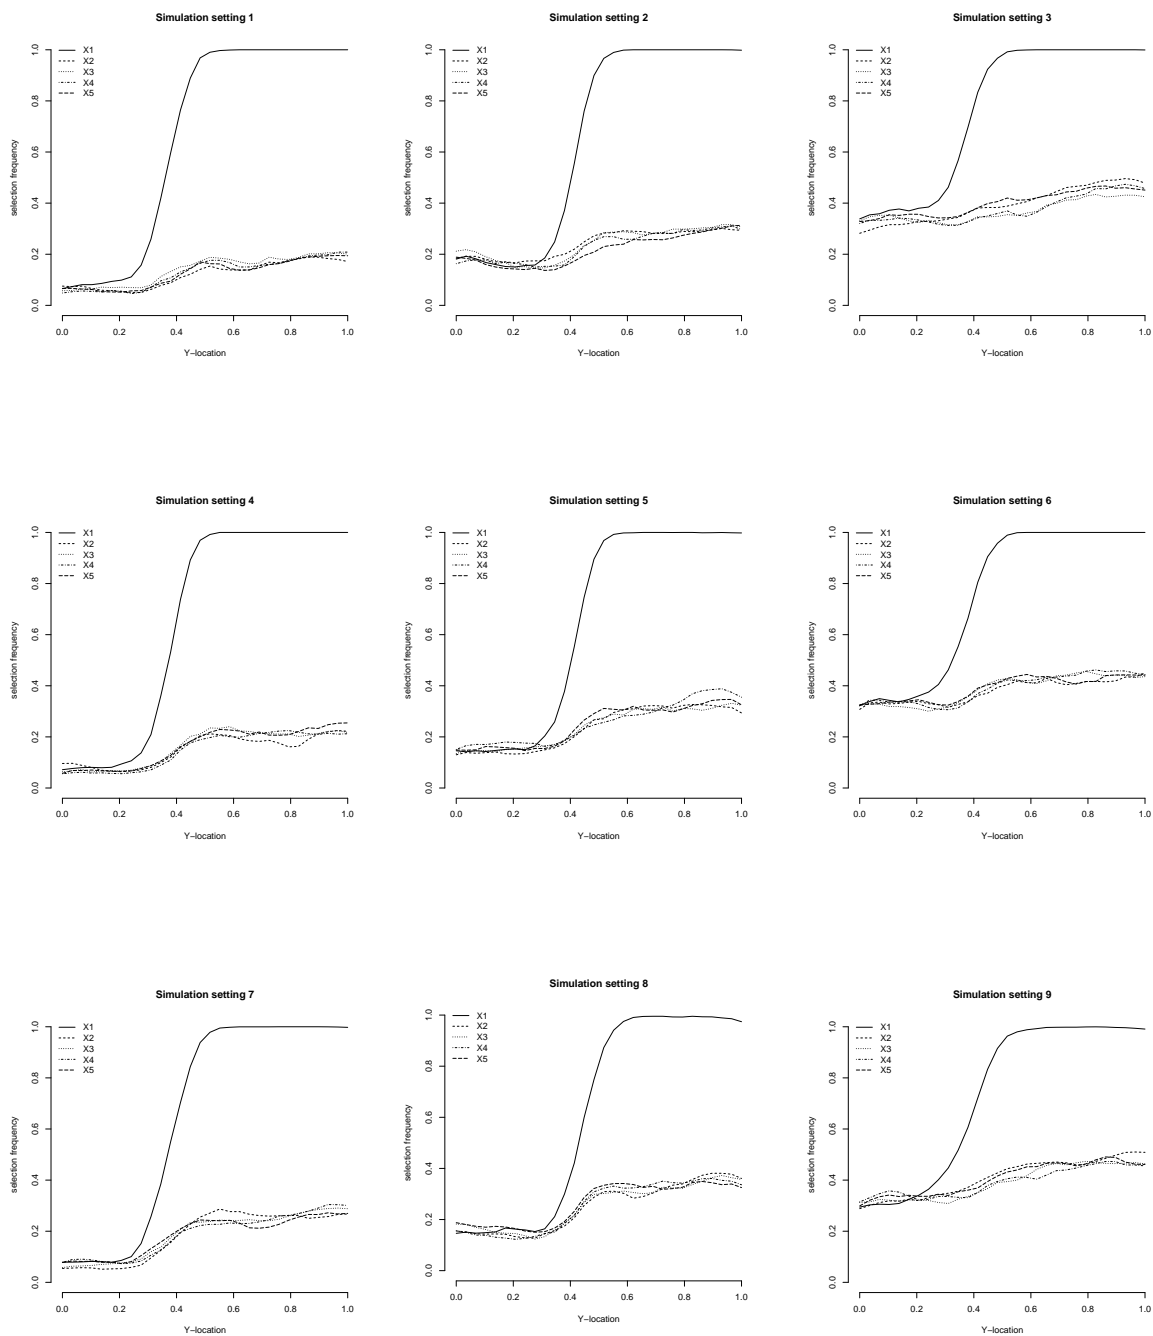 Simulation setting 1
X1
X2
X3
X4
X5
selection frequency
0.0 0.2 0.4 0.6 0.8 1.0
0.0 0.2 0.4 0.6 0.8 1.0
Y−location
Simulation setting 2
X1
X2
X3
X4
X5
selection frequency
0.0 0.2 0.4 0.6 0.8 1.0
0.0 0.2 0.4 0.6 0.8 1.0
Y−location
Simulation setting 3
X1
X2
X3
X4
X5
selection frequency
0.0 0.2 0.4 0.6 0.8 1.0
0.0 0.2 0.4 0.6 0.8 1.0
Y−location
Simulation setting 4
X1
X2
X3
X4
X5
selection frequency
0.0 0.2 0.4 0.6 0.8 1.0
0.0 0.2 0.4 0.6 0.8 1.0
Y−location
Simulation setting 5
X1
X2
X3
X4
X5
selection frequency
0.0 0.2 0.4 0.6 0.8 1.0
0.0 0.2 0.4 0.6 0.8 1.0
Y−location
Simulation setting 6
X1
X2
X3
X4
X5
selection frequency
0.0 0.2 0.4 0.6 0.8 1.0
0.0 0.2 0.4 0.6 0.8 1.0
Y−location
Simulation setting 7
X1
X2
X3
X4
X5
selection frequency
0.0 0.2 0.4 0.6 0.8 1.0
0.0 0.2 0.4 0.6 0.8 1.0
Y−location
Simulation setting 8
X1
X2
X3
X4
X5
selection frequency
0.0 0.2 0.4 0.6 0.8 1.0
0.0 0.2 0.4 0.6 0.8 1.0
Y−location
Simulation setting 9
X1
X2
X3
X4
X5
selection frequency
0.0 0.2 0.4 0.6 0.8 1.0
0.0 0.2 0.4 0.6 0.8 1.0
Y−location